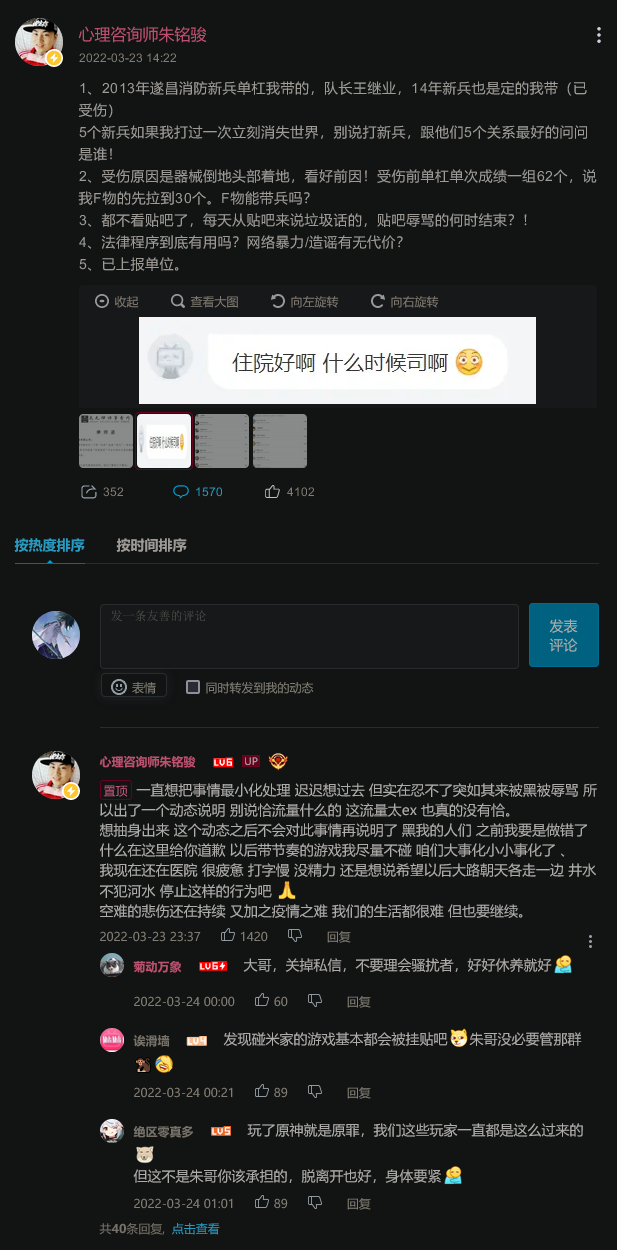 心理咨询师朱铭骏
2022-03-23 14:22
1、2013年遂昌消防新兵单杠我带的，队长王继业，14年新兵也是定的我带（已
受伤）
5个新兵如果我打过一次立刻消失世界，别说打新兵，跟他们5个关系最好的问问
是谁！
2、受伤原因是器械倒地头部着地，看好前因！受伤前单杠单次成绩一组62个，说
我F物的先拉到30个。F物能带兵吗？
3、都不看贴吧了，每天从贴吧来说垃圾话的，贴吧辱骂的何时结束？！
4、法律程序到底有用吗？网络暴力/造谣有无代价？
5、已上报单位。
收起 查看大图 向左旋转 向右旋转
住院好啊 什么时候司啊
住院好啊 什么时候司啊
352 1570 4102
按热度排序 按时间排序
发一条友善的评论
发表
评论
表情 同时转发到我的动态
心理咨询师朱铭骏 LV6 UP
置顶 一直想把事情最小化处理 迟迟想过去 但实在忍不了突如其来被黑被辱骂 所
以出了一个动态说明 别说恰流量什么的 这流量太ex 也真的没有恰。
想抽身出来 这个动态之后不会对此事情再说明了 黑我的人们 之前我要是做错了
什么在这里给你道歉 以后带节奏的游戏我尽量不碰 咱们大事化小小事化了 、
我现在还在医院 很疲惫 打字慢 没精力 还是想说希望以后大路朝天各走一边 井水
不犯河水 停止这样的行为吧
空难的悲伤还在持续 又加之疫情之难 我们的生活都很难 但也要继续。
2022-03-23 23:37 1420 回复
菊动万象 LV6 大哥，关掉私信，不要理会骚扰者，好好休养就好
2022-03-24 00:00 60 回复
诶滑墙 LV4 发现碰米家的游戏基本都会被挂贴吧 朱哥没必要管那群
2022-03-24 00:21 89 回复
绝区零真多 LV5 玩了原神就是原罪，我们这些玩家一直都是这么过来的
但这不是朱哥你该承担的，脱离开也好，身体要紧
2022-03-24 01:01 89 回复
共40条回复, 点击查看